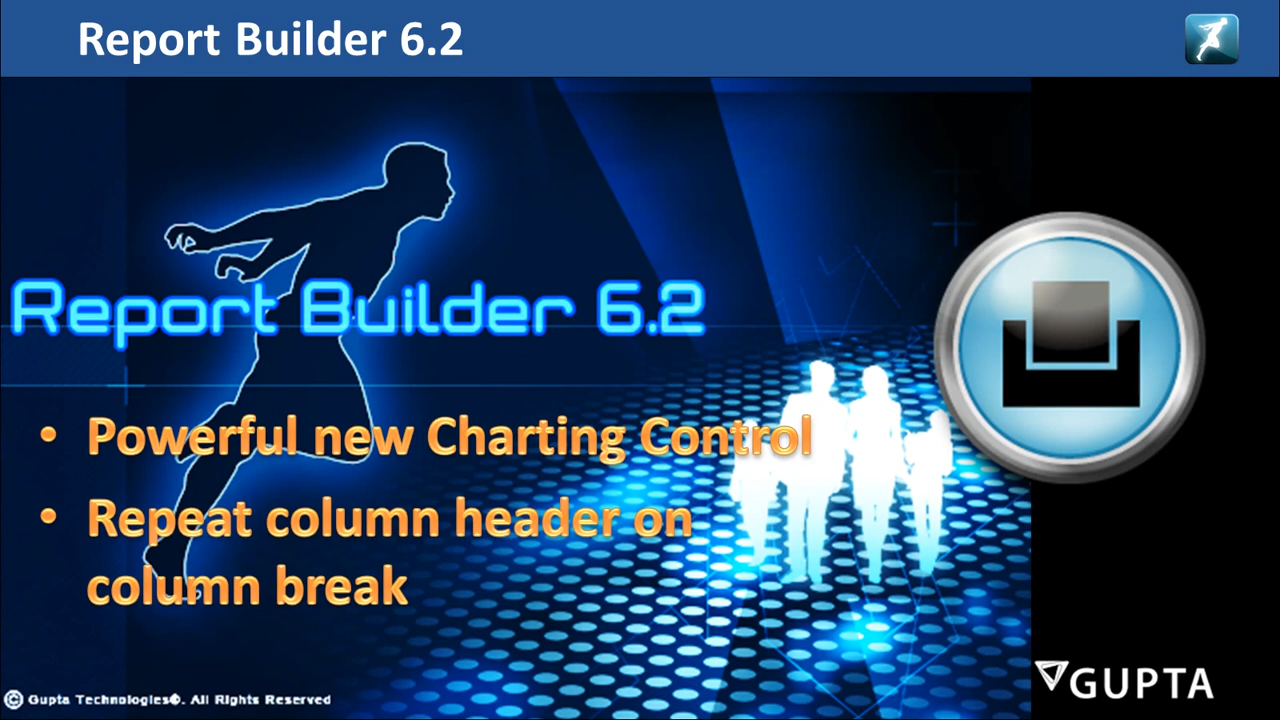 Report Builder 6.2
Report Builder 6.2
• Powerful new Charting Control
• Repeat column header on
column break
© Gupta Technologies©. All Rights Reserved
GUPTA